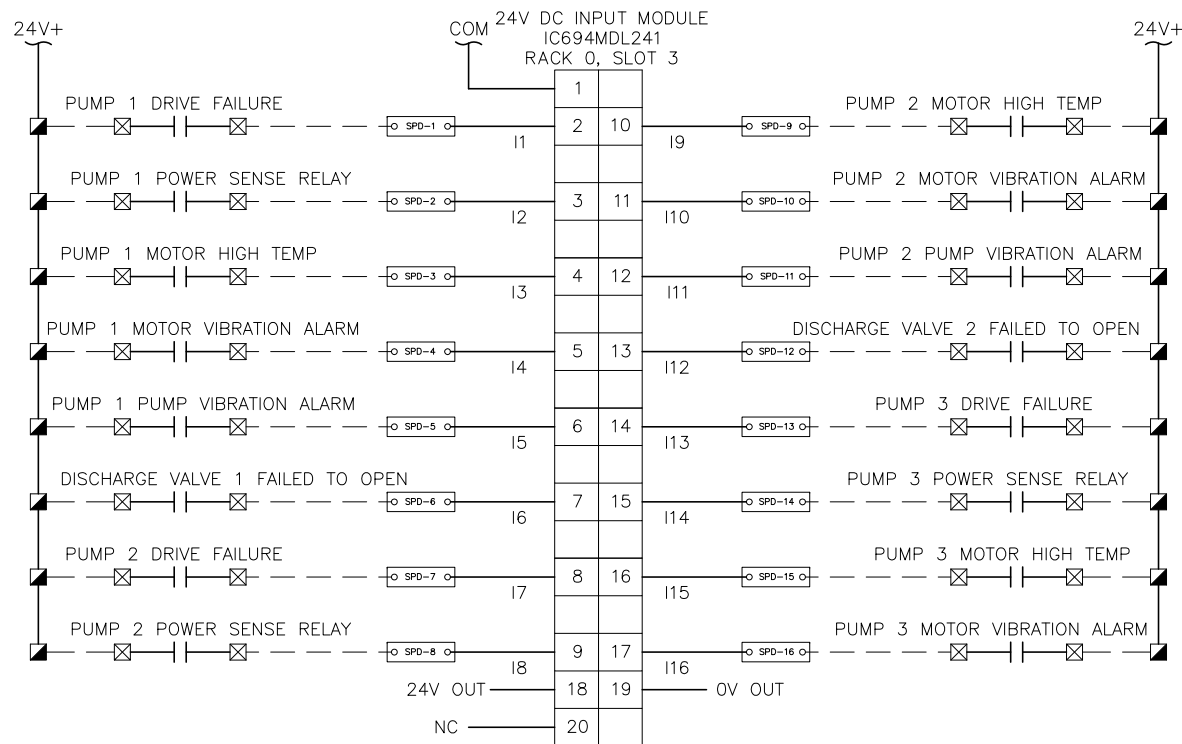 24V DC INPUT MODULE
IC694MDL241
RACK 0, SLOT 3
24V+
COM
24V+
1
PUMP 1 DRIVE FAILURE
SPD-1
I1
2
10
I9
SPD-9
PUMP 2 MOTOR HIGH TEMP
PUMP 1 POWER SENSE RELAY
SPD-2
I2
3
11
I10
SPD-10
PUMP 2 MOTOR VIBRATION ALARM
PUMP 1 MOTOR HIGH TEMP
SPD-3
I3
4
12
I11
SPD-11
PUMP 2 PUMP VIBRATION ALARM
PUMP 1 MOTOR VIBRATION ALARM
SPD-4
I4
5
13
I12
SPD-12
DISCHARGE VALVE 2 FAILED TO OPEN
PUMP 1 PUMP VIBRATION ALARM
SPD-5
I5
6
14
I13
SPD-13
PUMP 3 DRIVE FAILURE
DISCHARGE VALVE 1 FAILED TO OPEN
SPD-6
I6
7
15
I14
SPD-14
PUMP 3 POWER SENSE RELAY
PUMP 2 DRIVE FAILURE
SPD-7
I7
8
16
I15
SPD-15
PUMP 3 MOTOR HIGH TEMP
PUMP 2 POWER SENSE RELAY
SPD-8
I8
9
17
I16
SPD-16
PUMP 3 MOTOR VIBRATION ALARM
24V OUT
18
19
0V OUT
NC
20